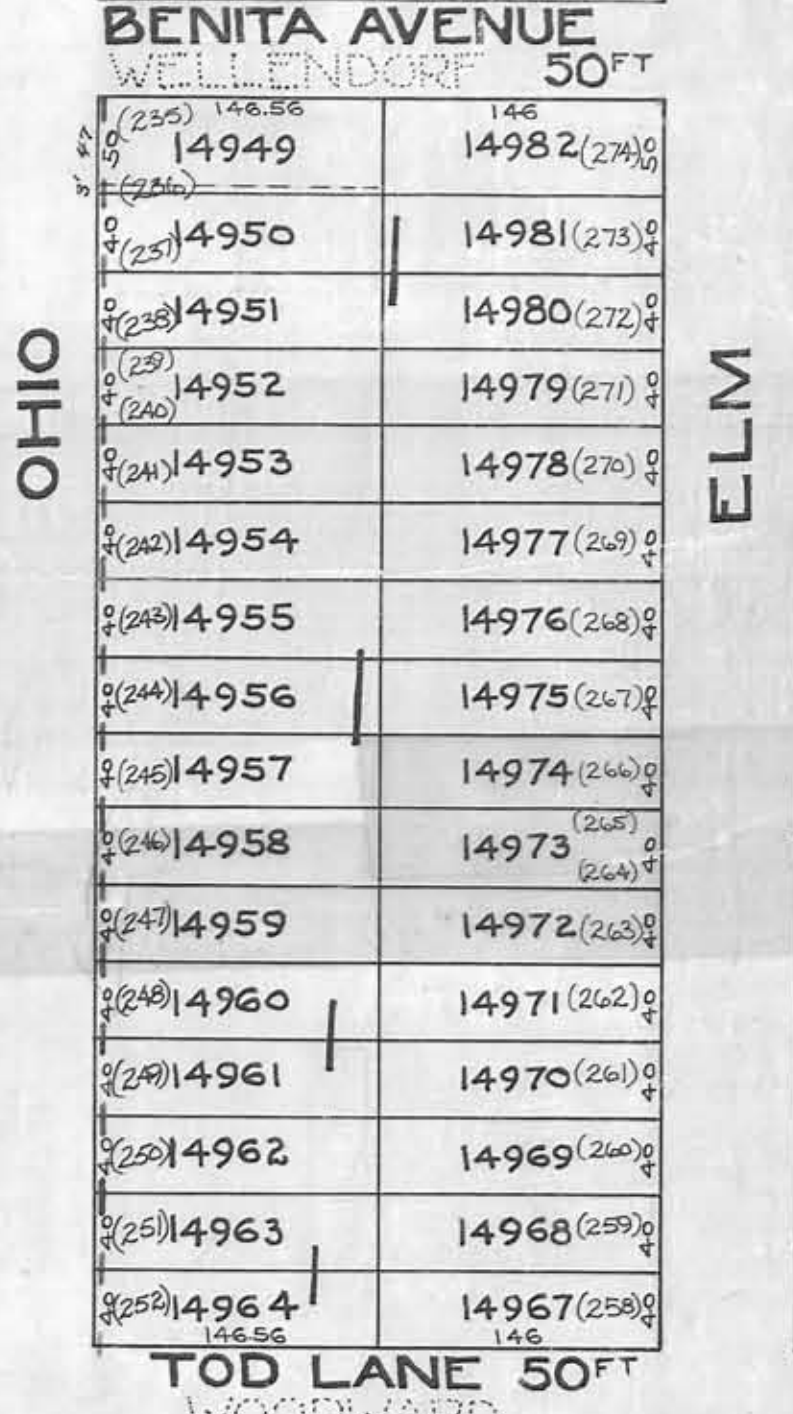 BENITA AVENUE
WELLENDORF 50FT
(235) 146.56 146
3' 47 50 14949 14982 (274) 50
(236)
40 (237) 14950 14981 (273) 40
40 (238) 14951 14980 (272) 40
(239)
40 14952 14979 (271) 40
(240)
40 (241) 14953 14978 (270) 40
40 (242) 14954 14977 (269) 40
40 (243) 14955 14976 (268) 40
40 (244) 14956 14975 (267) 40
40 (245) 14957 14974 (266) 40
(265)
40 (246) 14958 14973 40
(264)
40 (247) 14959 14972 (263) 40
40 (248) 14960 14971 (262) 40
40 (249) 14961 14970 (261) 40
40 (250) 14962 14969 (260) 40
40 (251) 14963 14968 (259) 40
40 (252) 14964 14967 (258) 40
146.56 146
OHIO
ELM
TOD LANE 50FT
WOODWARD